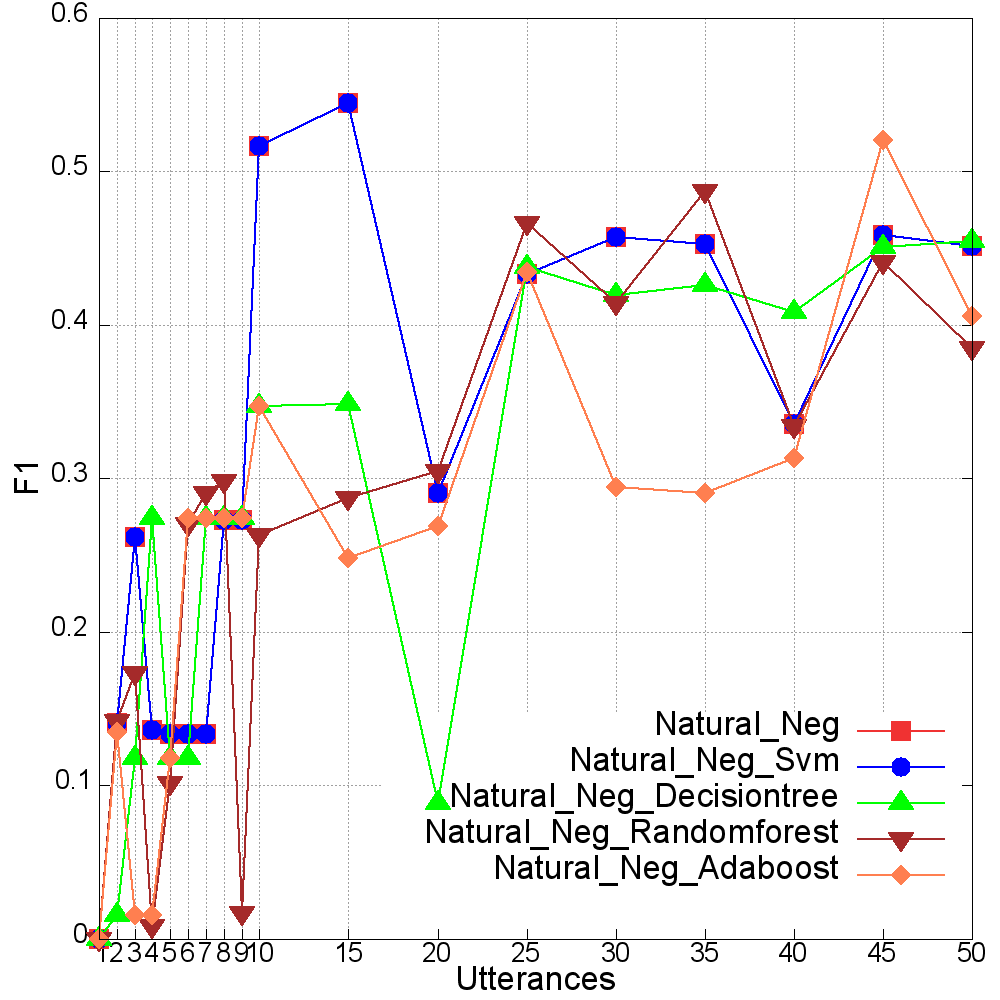 0.6
0.5
0.4
0.3
0.2
0.1
0
F1
Natural_Neg
Natural_Neg_Svm
Natural_Neg_Decisiontree
Natural_Neg_Randomforest
Natural_Neg_Adaboost
1 2 3 4 5 6 7 8 9 10 15 20 25 30 35 40 45 50
Utterances